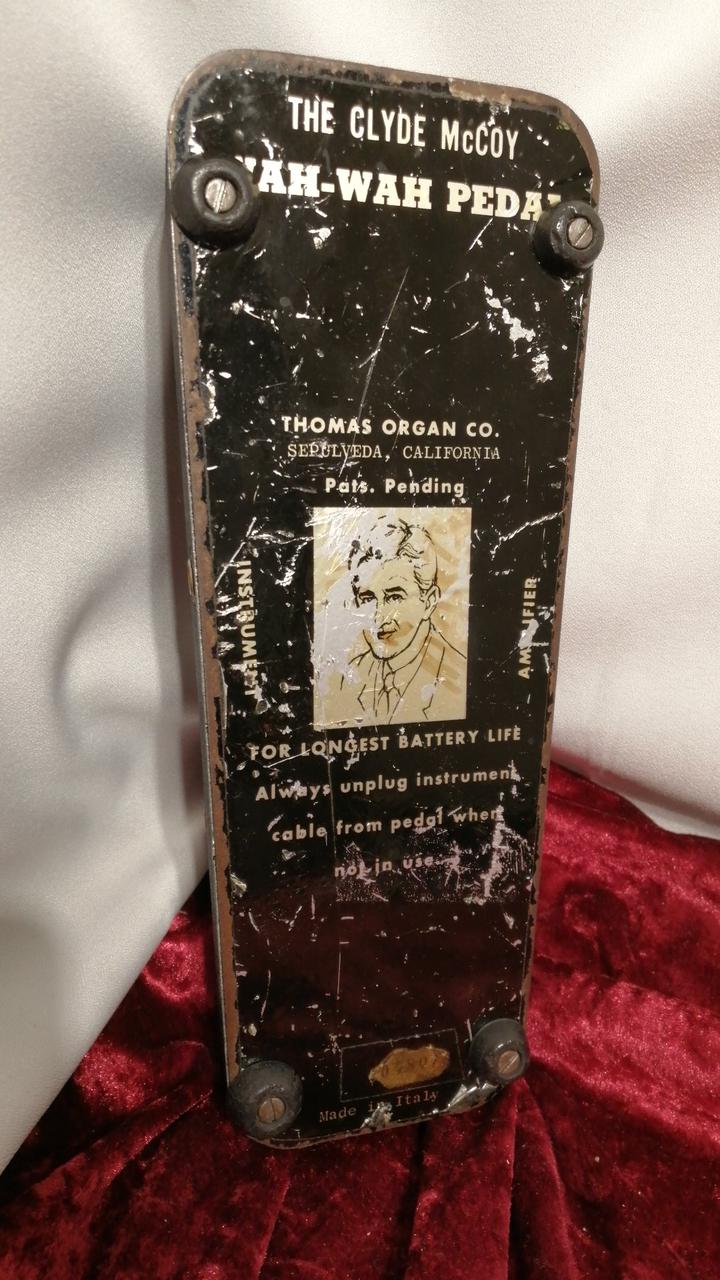 THE CLYDE McCOY
WAH-WAH PEDAL
THOMAS ORGAN CO.
SEPULVEDA, CALIFORNIA
Pats. Pending
INSTRUMENT
AMPLIFIER
FOR LONGEST BATTERY LIFE
Always unplug instrument
cable from pedal when
not in use.
Made in Italy